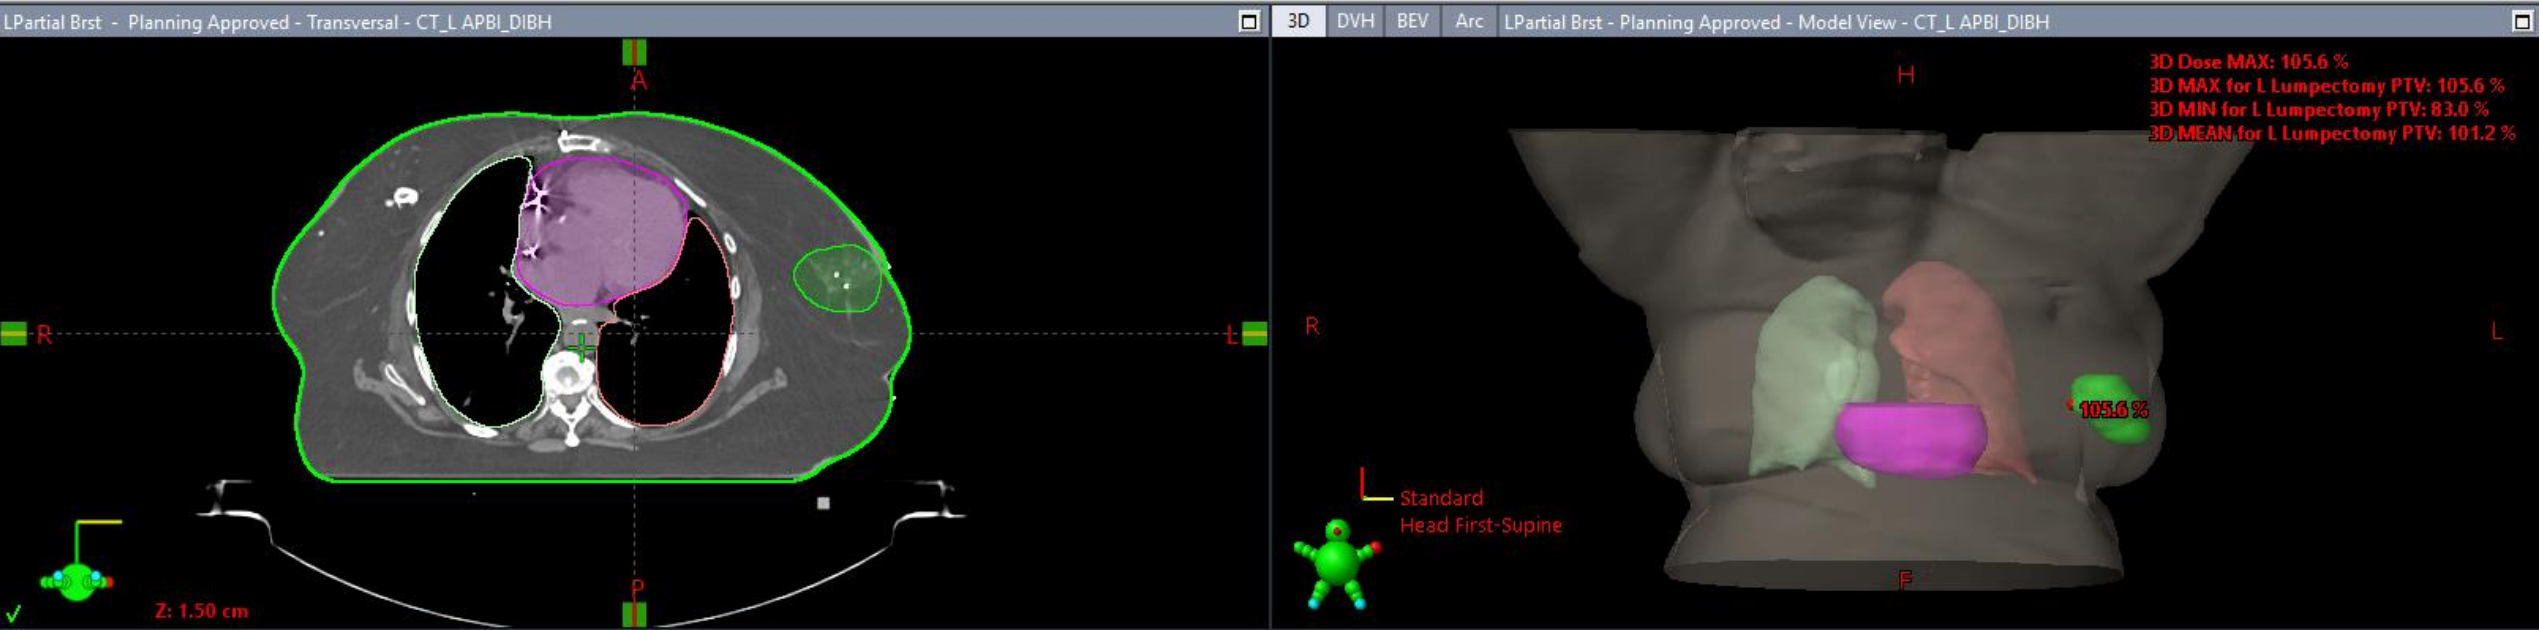 LPartial Brst - Planning Approved - Transversal - CT_L APBI_DIBH
3D DVH BEV Arc LPartial Brst - Planning Approved - Model View - CT_L APBI_DIBH
A
R
L
P
Z: 1.50 cm
3D Dose MAX: 105.6 %
3D MAX for L Lumpectomy PTV: 105.6 %
3D MIN for L Lumpectomy PTV: 83.0 %
3D MEAN for L Lumpectomy PTV: 101.2 %
H
R
L
105.6 %
Standard
Head First-Supine
F